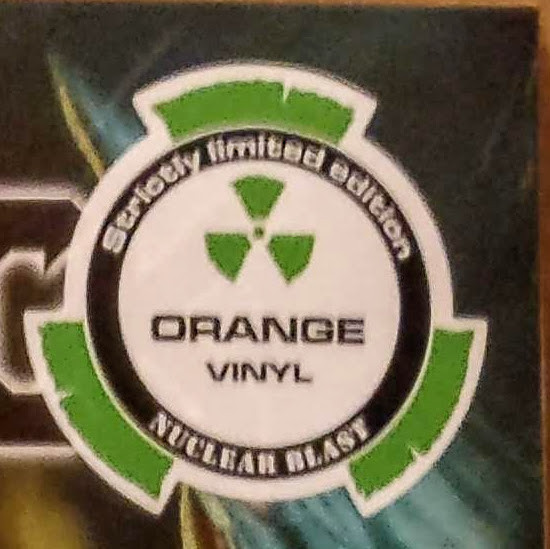 Strictly limited edition
ORANGE
VINYL
NUCLEAR BLAST